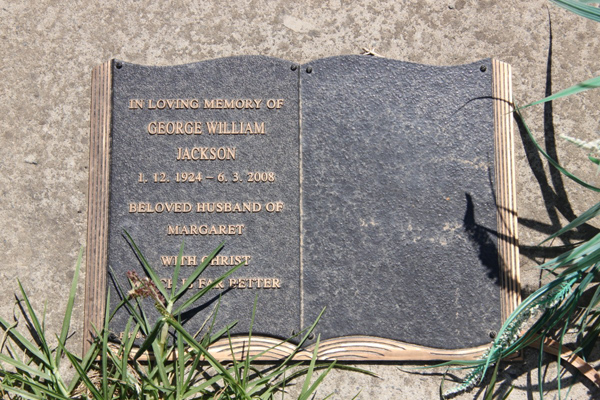 IN LOVING MEMORY OF
GEORGE WILLIAM
JACKSON
1. 12. 1924 – 6. 3. 2008
BELOVED HUSBAND OF
MARGARET
WITH CHRIST
IS FAR BETTER